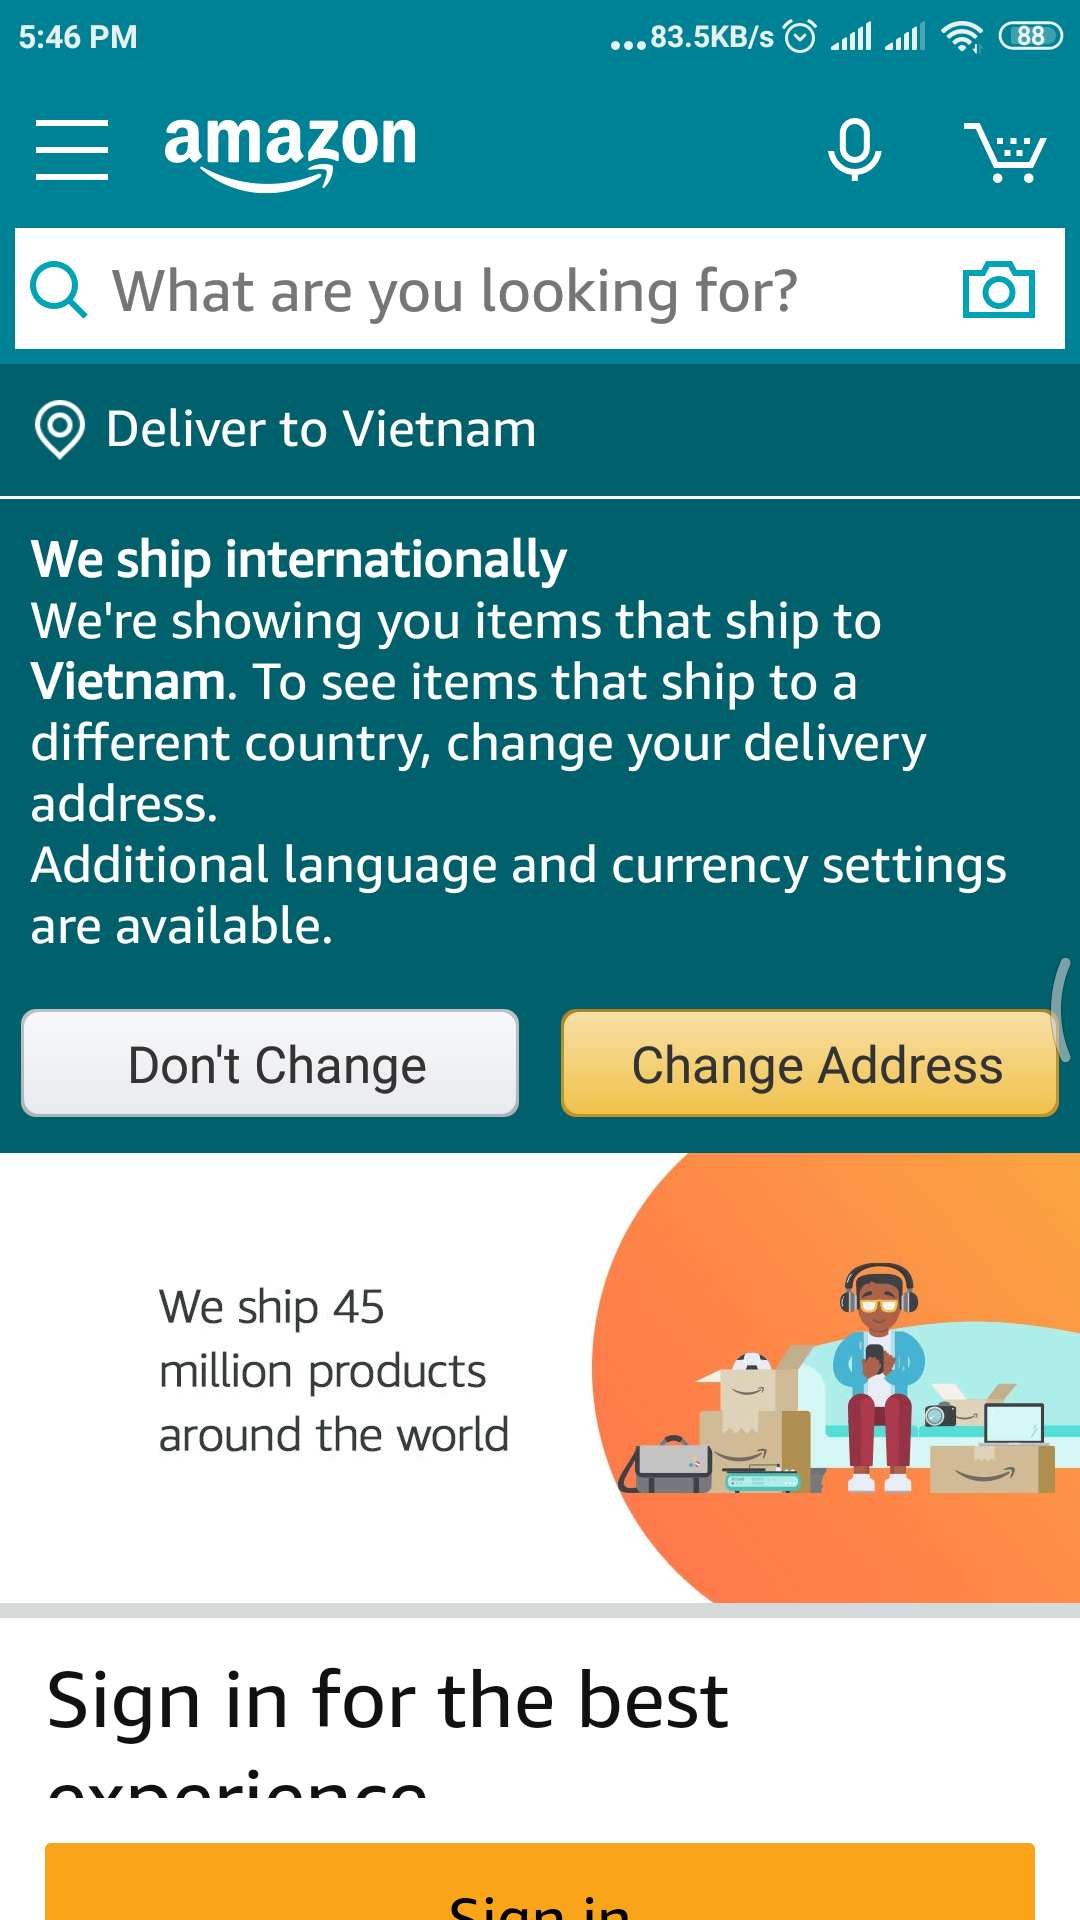 5:46 PM
...83.5KB/s 88
amazon
What are you looking for?
Deliver to Vietnam
We ship internationally
We're showing you items that ship to
Vietnam. To see items that ship to a
different country, change your delivery
address.
Additional language and currency settings
are available.
Don't Change Change Address
We ship 45
million products
around the world
Sign in for the best
experience
Sign in